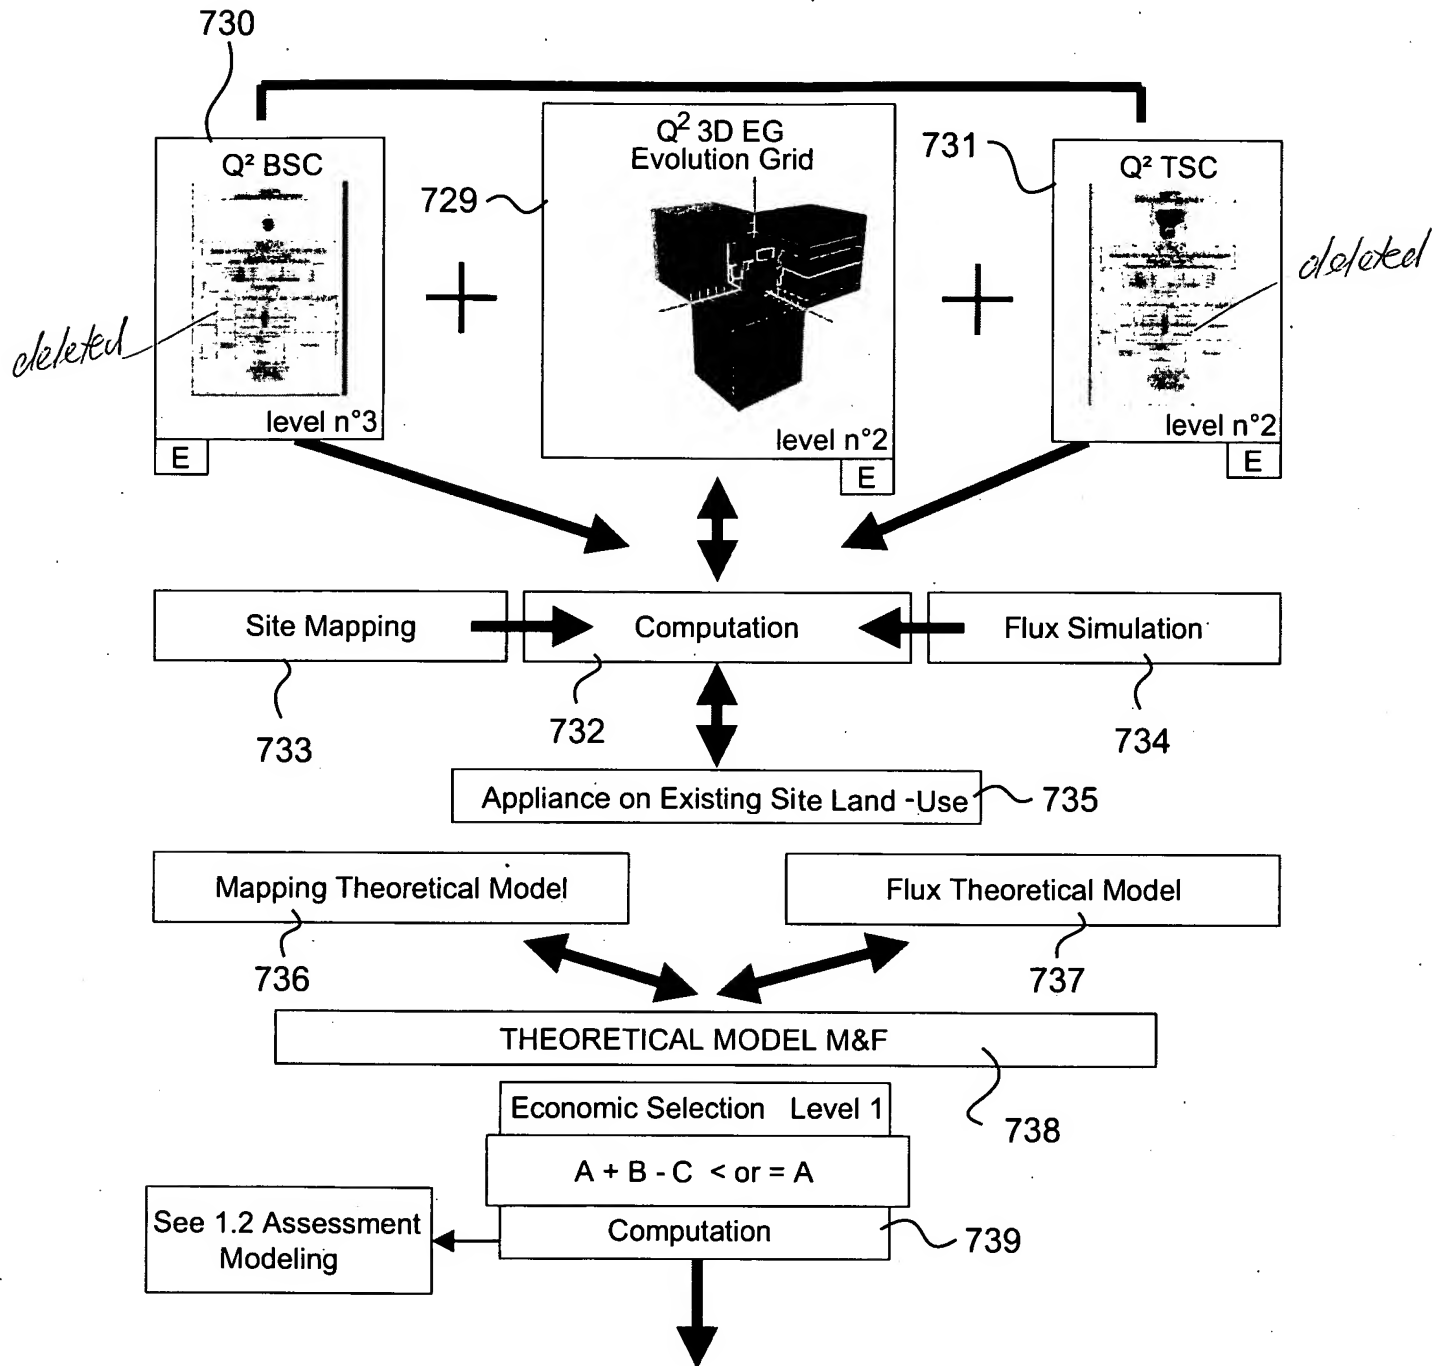 730
Q² BSC
deleted
level n°3
E
729
Q² 3D EG
Evolution Grid
level n°2
E
731
Q² TSC
deleted
level n°2
E
Site Mapping
Computation
Flux Simulation
733
732
734
Appliance on Existing Site Land -Use
735
Mapping Theoretical Model
Flux Theoretical Model
736
737
THEORETICAL MODEL M&F
738
Economic Selection Level 1
A + B - C < or = A
Computation
739
See 1.2 Assessment
Modeling